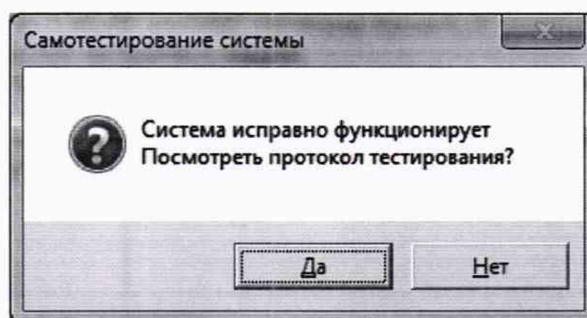 Самотестирование системы
Система исправно функционирует
Посмотреть протокол тестирования?
Да
Нет